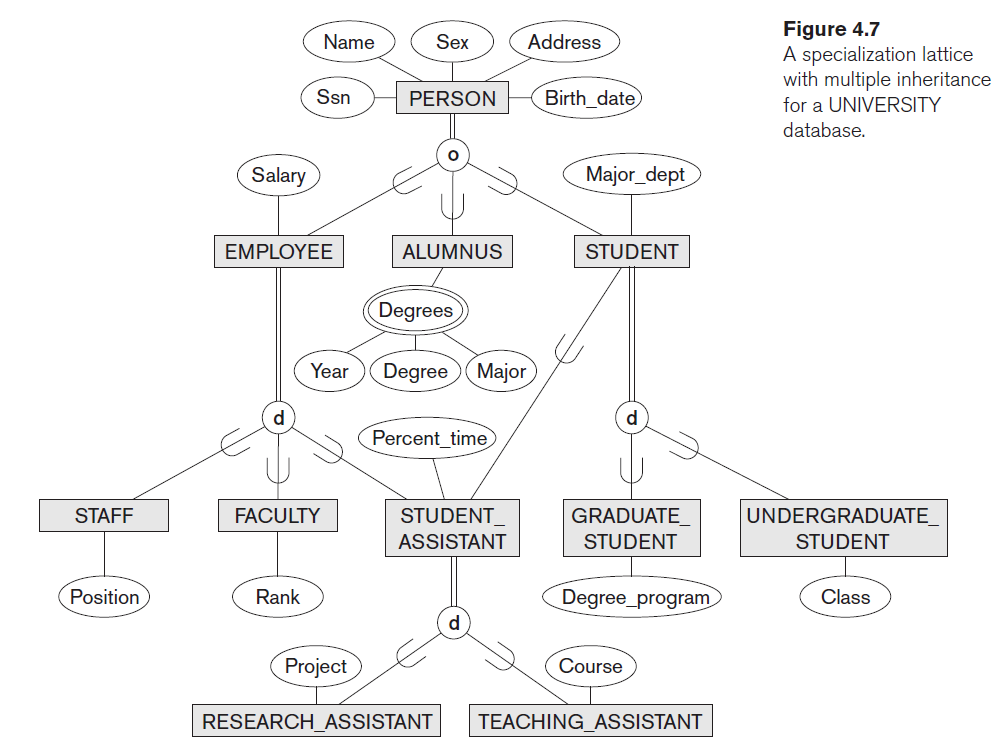 Figure 4.7
A specialization lattice
with multiple inheritance
for a UNIVERSITY
database.
Name
Sex
Address
Ssn
PERSON
Birth_date
o
Salary
Major_dept
EMPLOYEE
ALUMNUS
STUDENT
Degrees
Year
Degree
Major
d
d
Percent_time
STAFF
FACULTY
STUDENT_
ASSISTANT
GRADUATE_
STUDENT
UNDERGRADUATE_
STUDENT
Position
Rank
Degree_program
Class
d
Project
Course
RESEARCH_ASSISTANT
TEACHING_ASSISTANT